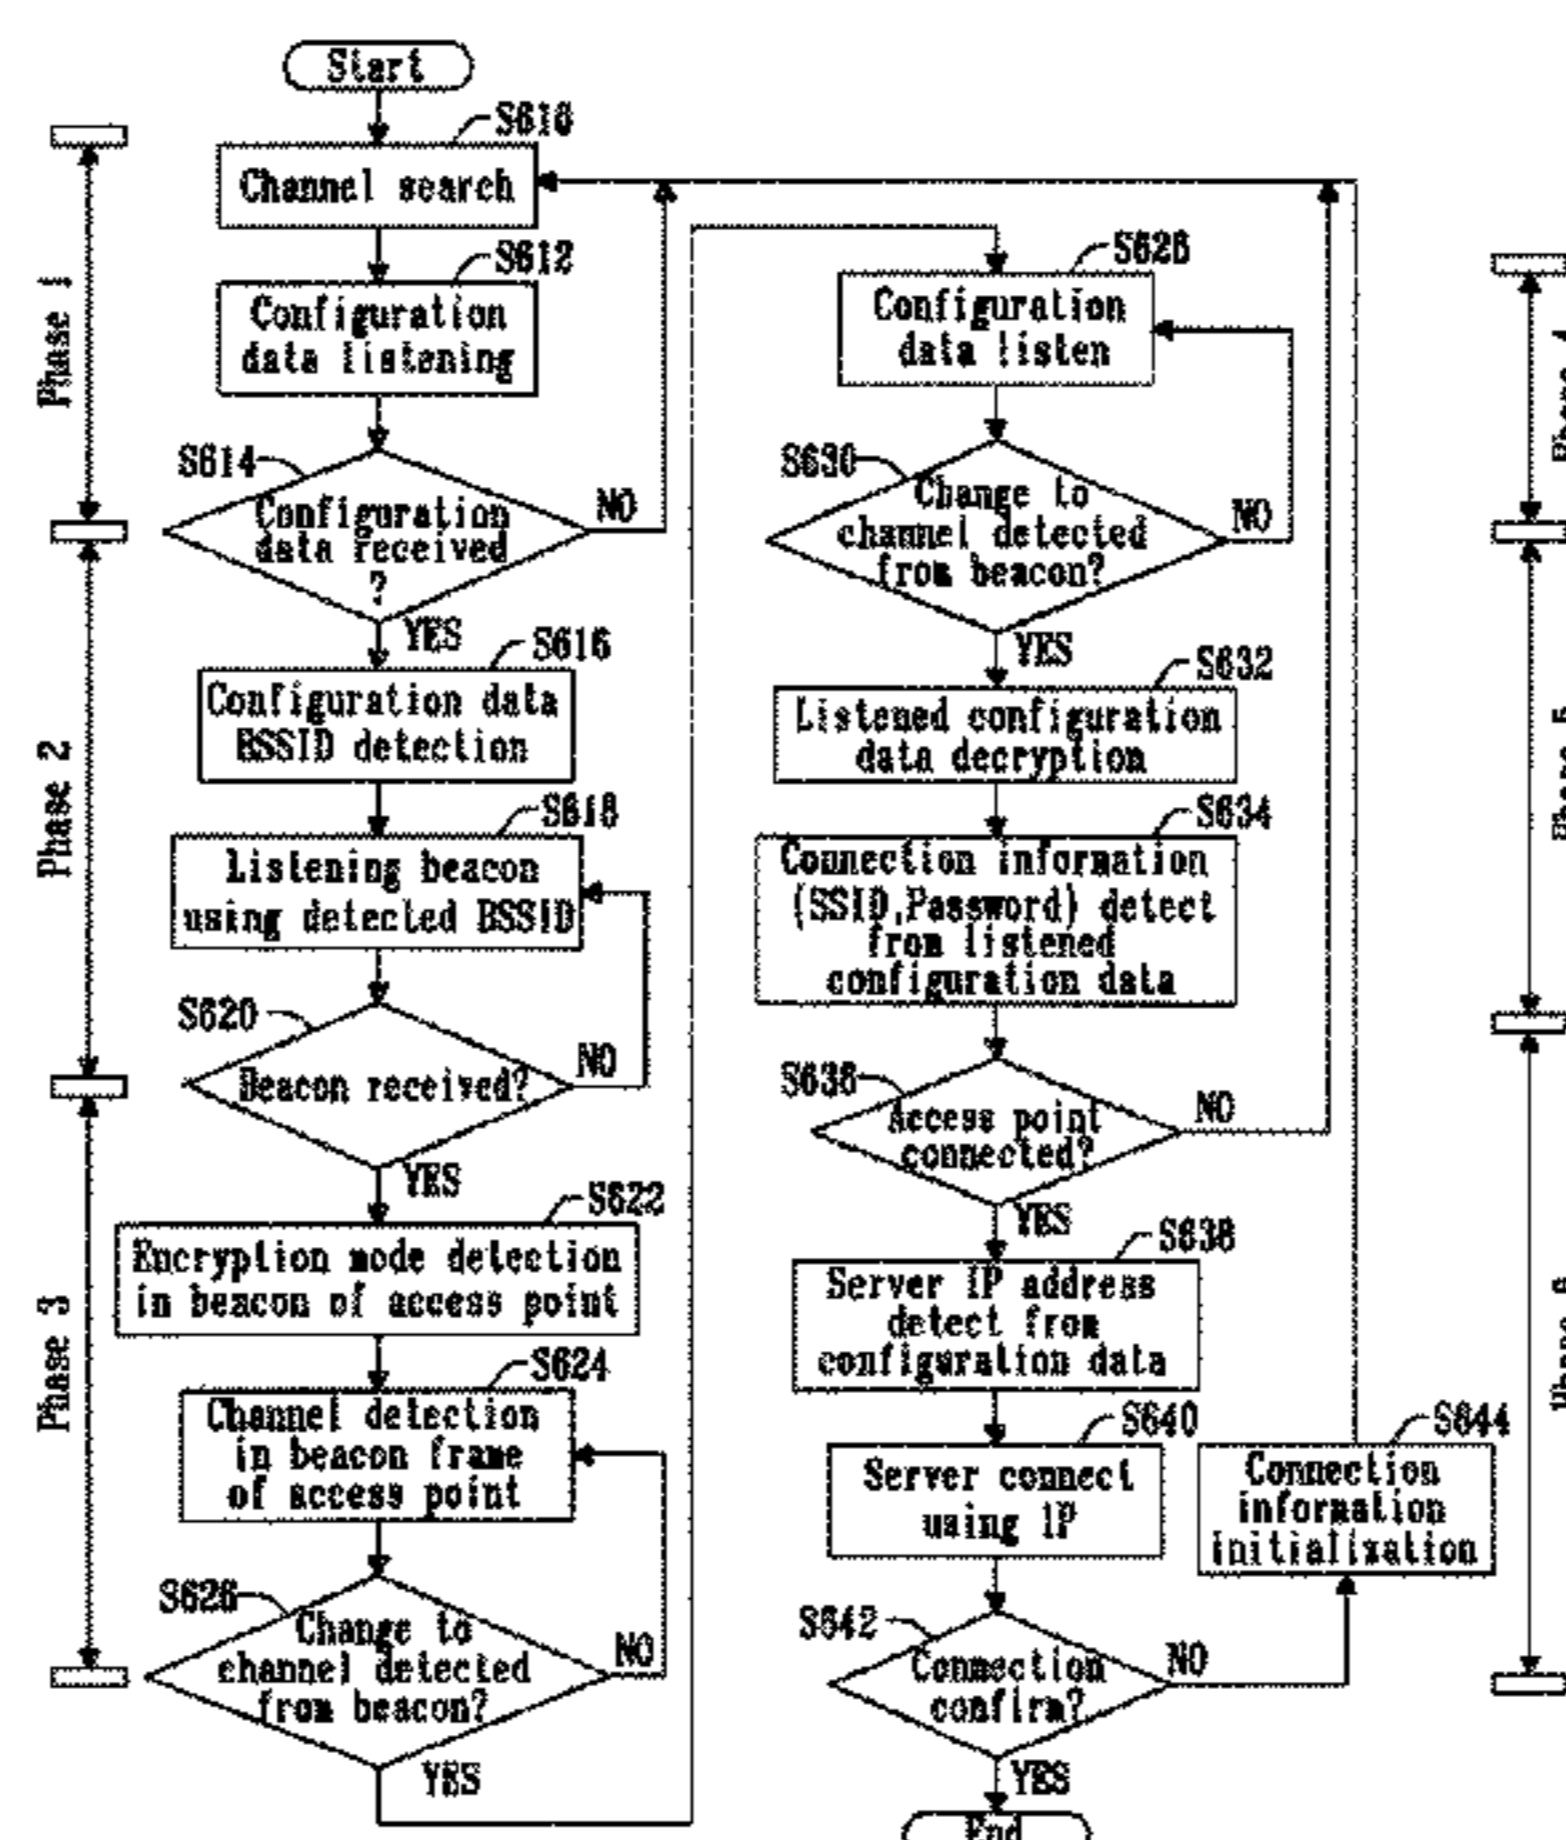 Start
S610
Channel search
S612
Configuration
data listening
S614
Configuration
data received
?
NO
YES
S616
Configuration data
BSSID detection
S618
Listening beacon
using detected BSSID
S620
Beacon received?
NO
YES
S622
Encryption mode detection
in beacon of access point
S624
Channel detection
in beacon frame
of access point
S626
Change to
channel detected
from beacon?
NO
YES
Phase 1
Phase 2
Phase 3
Configuration
data listen
S630
Change to
channel detected
from beacon?
NO
YES
S632
Listened configuration
data decryption
S634
Connection information
(SSID,Password) detect
from listened
configuration data
Access point
connected?
NO
YES
S638
Server IP address
detect from
configuration data
S640
Server connect
using IP
S642
Connection
confirm?
NO
YES
S644
Connection
information
initialization
End